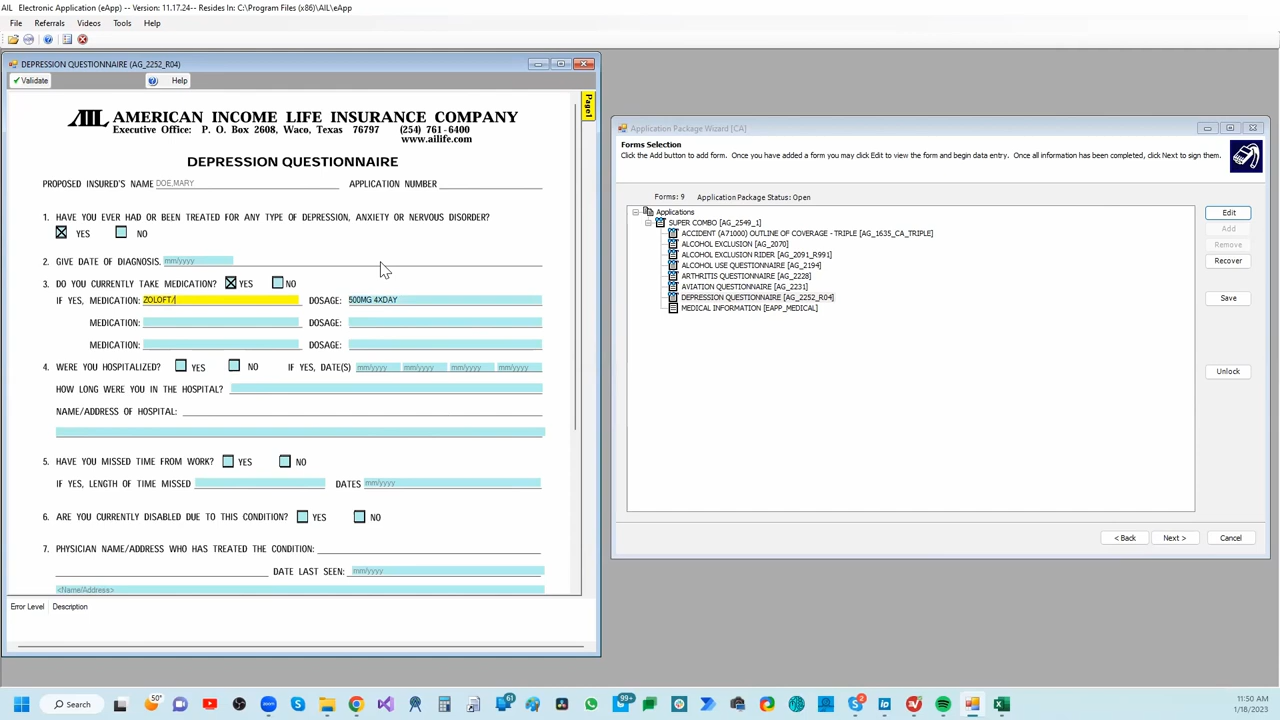 AIL Electronic Application (eApp) -- Version: 11.17.24-- Resides In: C:\Program Files (x86)\AIL\eApp
File Referrals Videos Tools Help
DEPRESSION QUESTIONNAIRE (AG_2252_R04)
Validate Help
Page1
AIL AMERICAN INCOME LIFE INSURANCE COMPANY
Executive Office: P. O. Box 2608, Waco, Texas 76797 (254) 761-6400
www.ailife.com
DEPRESSION QUESTIONNAIRE
PROPOSED INSURED'S NAME DOE,MARY APPLICATION NUMBER
1. HAVE YOU EVER HAD OR BEEN TREATED FOR ANY TYPE OF DEPRESSION, ANXIETY OR NERVOUS DISORDER?
YES NO
2. GIVE DATE OF DIAGNOSIS. mm/yyyy
3. DO YOU CURRENTLY TAKE MEDICATION? YES NO
IF YES, MEDICATION: ZOLOFT/ DOSAGE: 500MG 4XDAY
MEDICATION: DOSAGE:
MEDICATION: DOSAGE:
4. WERE YOU HOSPITALIZED? YES NO IF YES, DATE(S) mm/yyyy mm/yyyy mm/yyyy mm/yyyy
HOW LONG WERE YOU IN THE HOSPITAL?
NAME/ADDRESS OF HOSPITAL:
5. HAVE YOU MISSED TIME FROM WORK? YES NO
IF YES, LENGTH OF TIME MISSED DATES mm/yyyy
6. ARE YOU CURRENTLY DISABLED DUE TO THIS CONDITION? YES NO
7. PHYSICIAN NAME/ADDRESS WHO HAS TREATED THE CONDITION:
DATE LAST SEEN: mm/yyyy
<Name/Address>
Error Level Description
Application Package Wizard [CA]
Forms Selection
Click the Add button to add form. Once you have added a form you may click Edit to view the form and begin data entry. Once all information has been completed, click Next to sign them.
Forms: 9 Application Package Status: Open
Applications
SUPER COMBO [AG_2549_1]
ACCIDENT (A71000) OUTLINE OF COVERAGE - TRIPLE [AG_1635_CA_TRIPLE]
ALCOHOL EXCLUSION [AG_2070]
ALCOHOL EXCLUSION RIDER [AG_2091_R991]
ALCOHOL USE QUESTIONNAIRE [AG_2194]
ARTHRITIS QUESTIONNAIRE [AG_2228]
AVIATION QUESTIONNAIRE [AG_2231]
DEPRESSION QUESTIONNAIRE [AG_2252_R04]
MEDICAL INFORMATION [EAPP_MEDICAL]
Edit
Add
Remove
Recover
Save
Unlock
< Back Next > Cancel
Search 50° 61 99+ 2
11:50 AM
1/18/2023